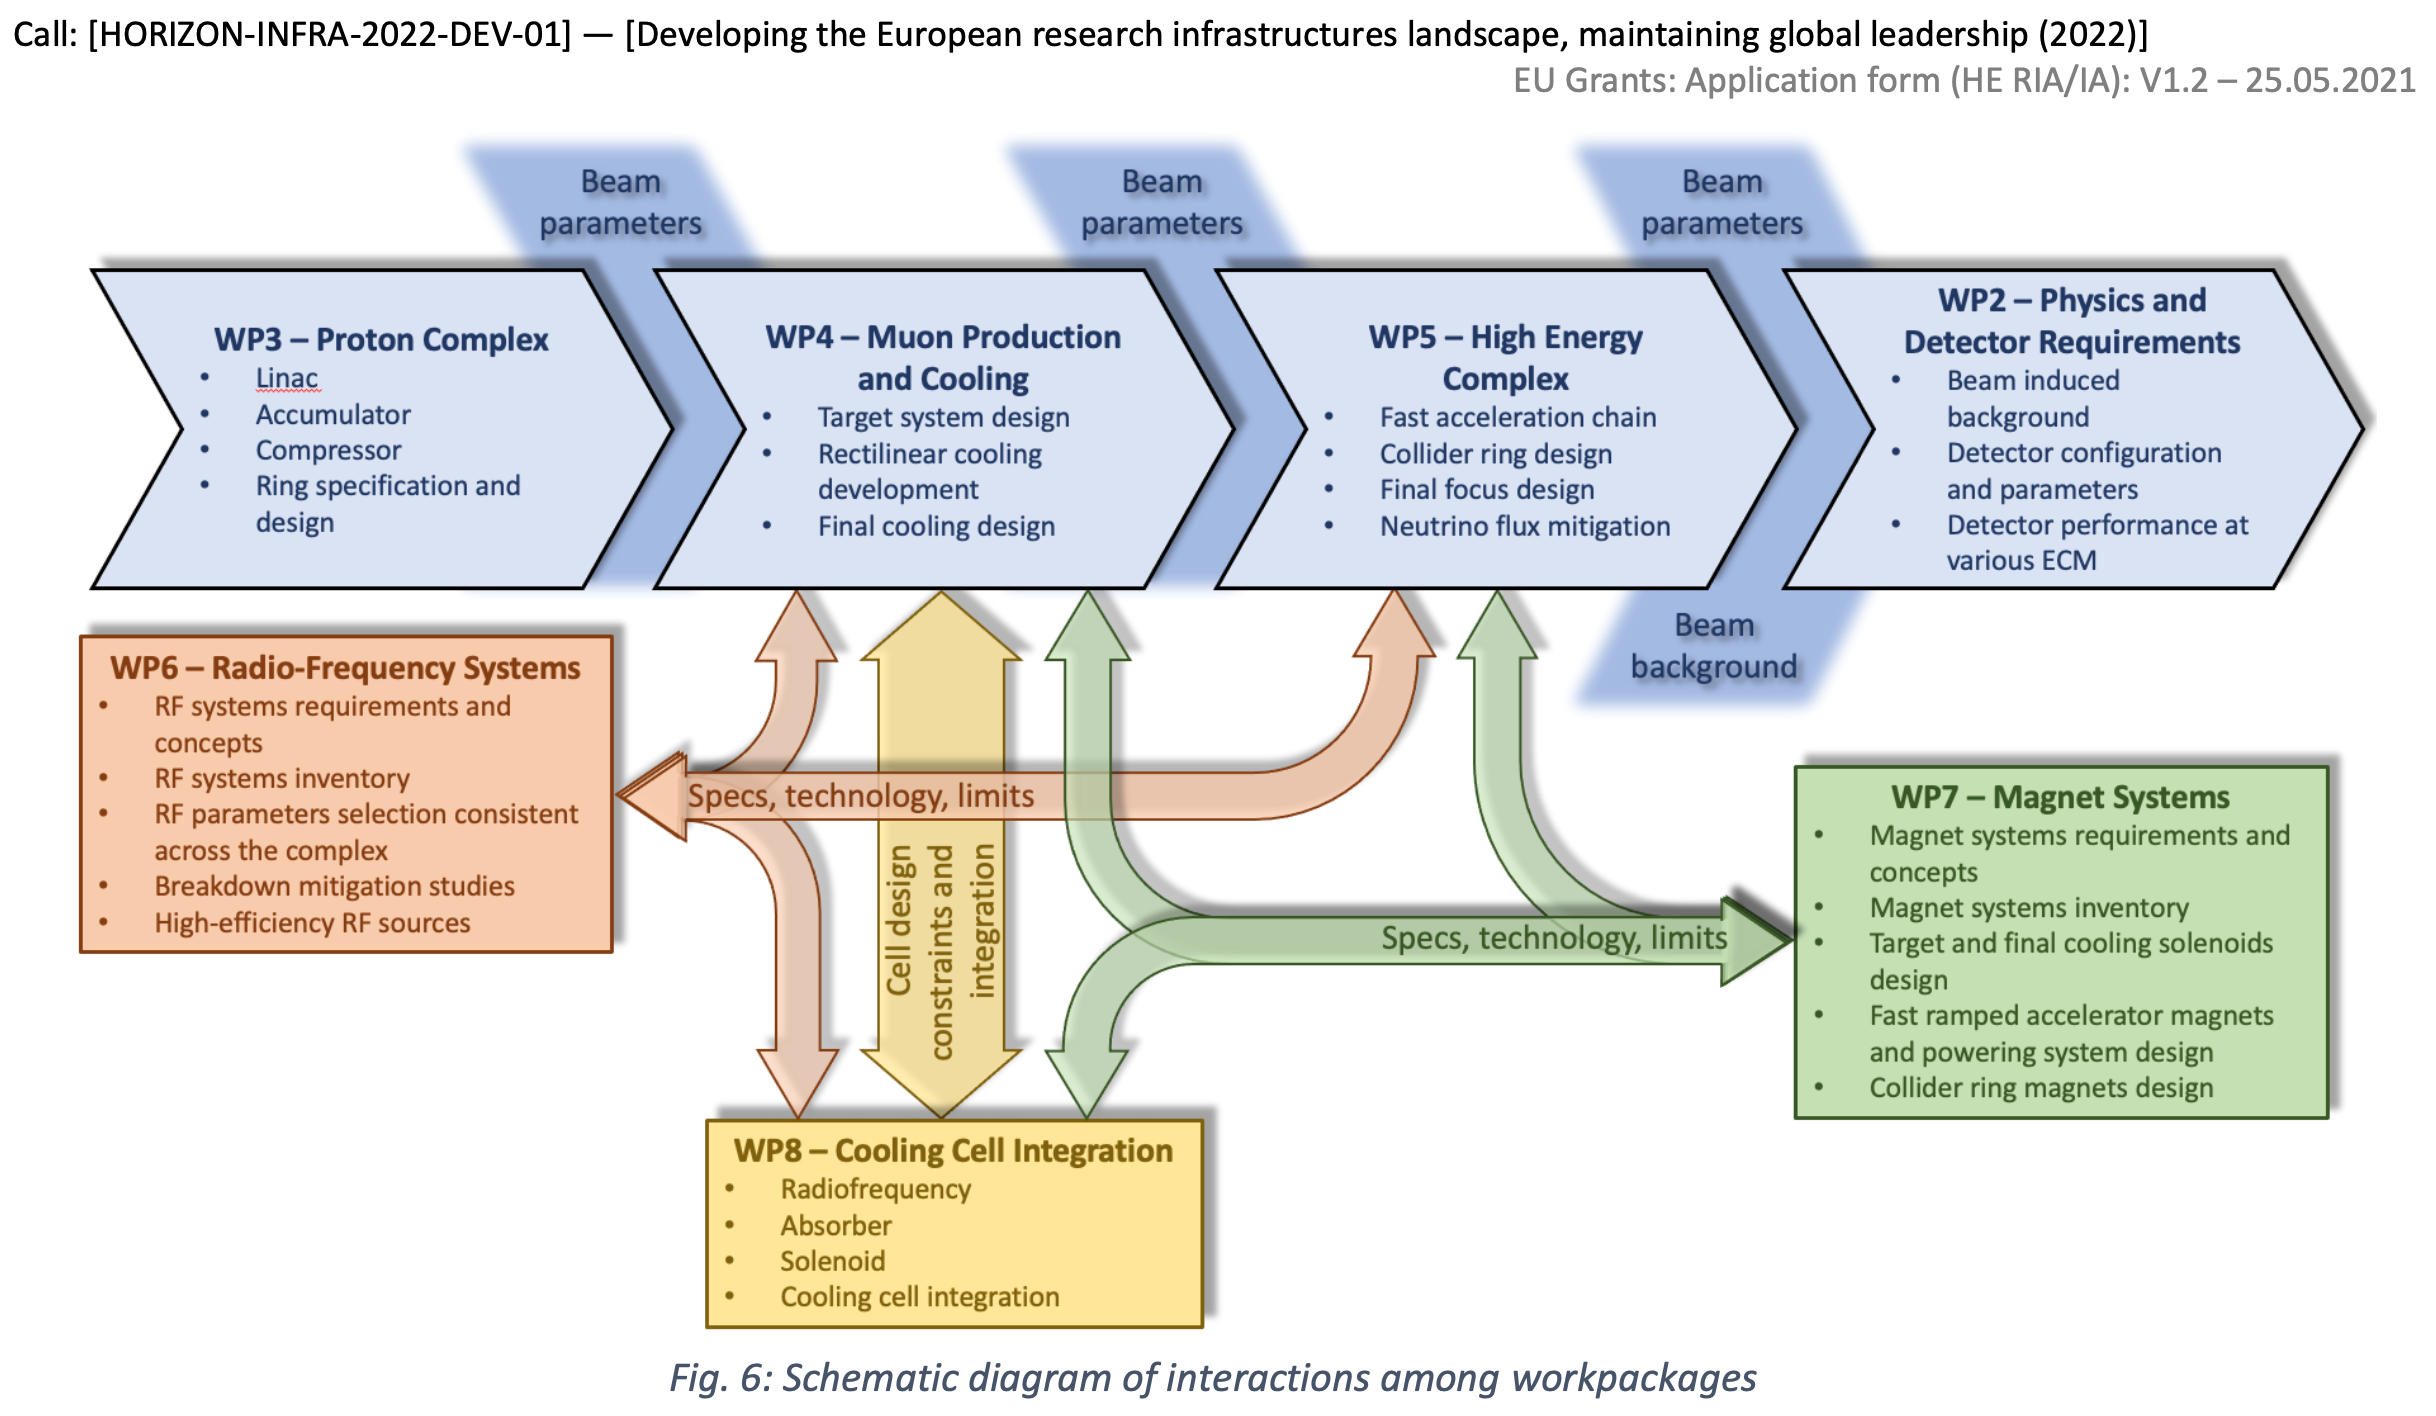 Call: [HORIZON-INFRA-2022-DEV-01] — [Developing the European research infrastructures landscape, maintaining global leadership (2022)]
EU Grants: Application form (HE RIA/IA): V1.2 – 25.05.2021
Beam
parameters
Beam
parameters
Beam
parameters
WP3 – Proton Complex
• Linac
• Accumulator
• Compressor
• Ring specification and
design
WP4 – Muon Production
and Cooling
• Target system design
• Rectilinear cooling
development
• Final cooling design
WP5 – High Energy
Complex
• Fast acceleration chain
• Collider ring design
• Final focus design
• Neutrino flux mitigation
WP2 – Physics and
Detector Requirements
• Beam induced
background
• Detector configuration
and parameters
• Detector performance at
various ECM
Beam
background
WP6 – Radio-Frequency Systems
• RF systems requirements and
concepts
• RF systems inventory
• RF parameters selection consistent
across the complex
• Breakdown mitigation studies
• High-efficiency RF sources
Specs, technology, limits
Cell design
constraints and
integration
Specs, technology, limits
WP7 – Magnet Systems
• Magnet systems requirements and
concepts
• Magnet systems inventory
• Target and final cooling solenoids
design
• Fast ramped accelerator magnets
and powering system design
• Collider ring magnets design
WP8 – Cooling Cell Integration
• Radiofrequency
• Absorber
• Solenoid
• Cooling cell integration
Fig. 6: Schematic diagram of interactions among workpackages